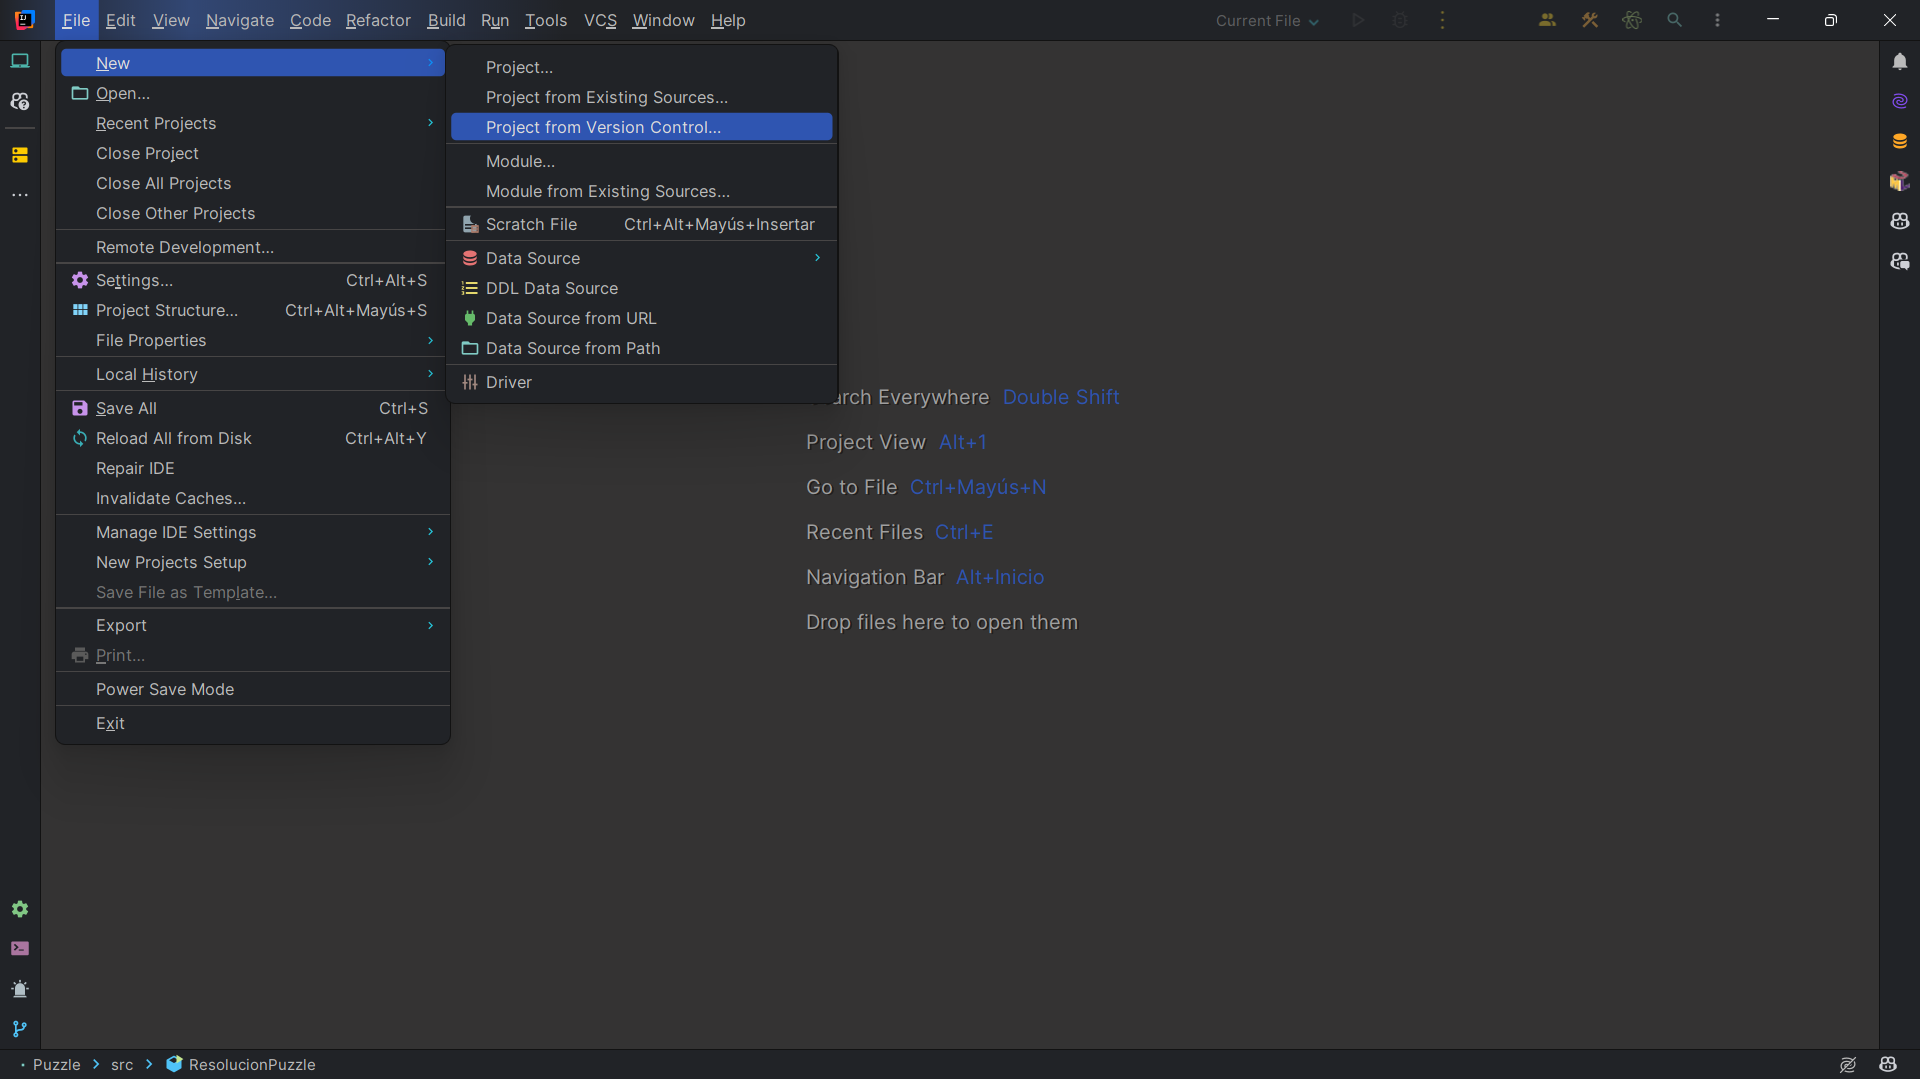 File Edit View Navigate Code Refactor Build Run Tools VCS Window Help Current File
New
Open...
Recent Projects
Close Project
Close All Projects
Close Other Projects
Remote Development...
Settings... Ctrl+Alt+S
Project Structure... Ctrl+Alt+Mayús+S
File Properties
Local History
Save All Ctrl+S
Reload All from Disk Ctrl+Alt+Y
Repair IDE
Invalidate Caches...
Manage IDE Settings
New Projects Setup
Save File as Template...
Export
Print...
Power Save Mode
Exit
Project...
Project from Existing Sources...
Project from Version Control...
Module...
Module from Existing Sources...
Scratch File Ctrl+Alt+Mayús+Insertar
Data Source
DDL Data Source
Data Source from URL
Data Source from Path
Driver
arch Everywhere Double Shift
Project View Alt+1
Go to File Ctrl+Mayús+N
Recent Files Ctrl+E
Navigation Bar Alt+Inicio
Drop files here to open them
Puzzle > src > ResolucionPuzzle